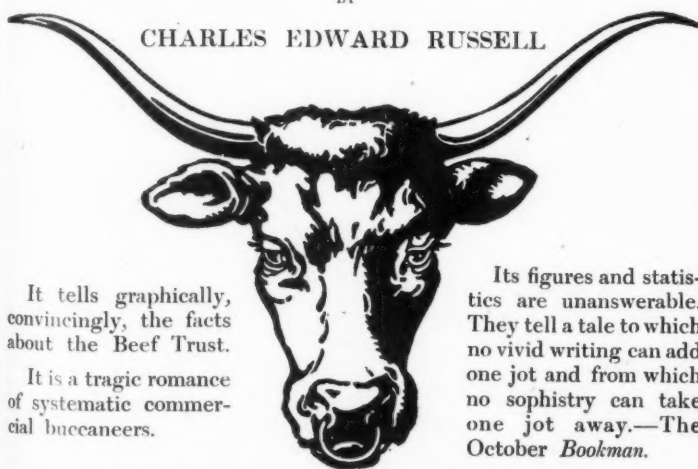 BY
CHARLES EDWARD RUSSELL
It tells graphically,
convincingly, the facts
about the Beef Trust.
It is a tragic romance
of systematic commer-
cial buccaneers.
Its figures and statis-
tics are unanswerable.
They tell a tale to which
no vivid writing can add
one jot and from which
no sophistry can take
one jot away.—The
October Bookman.